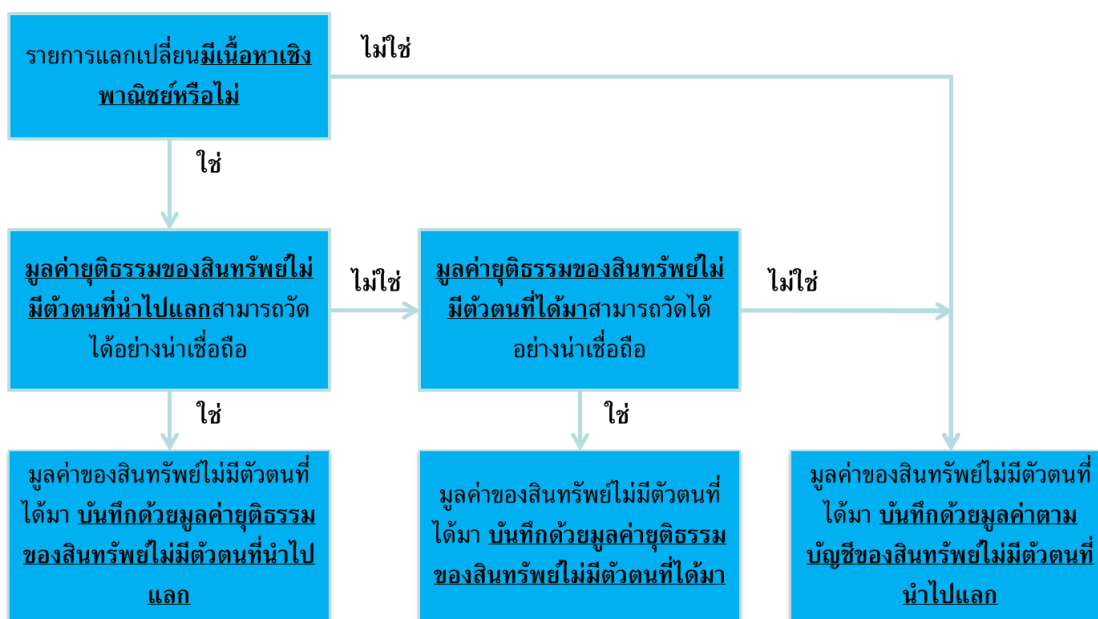 รายการแลกเปลี่ยนมีเนื้อหาเชิง
พาณิชย์หรือไม่
ไม่ใช่
ใช่
มูลค่ายุติธรรมของสินทรัพย์ไม่
มีตัวตนที่นำไปแลกสามารถวัด
ได้อย่างน่าเชื่อถือ
ไม่ใช่
มูลค่ายุติธรรมของสินทรัพย์ไม่
มีตัวตนที่ได้มาสามารถวัดได้
อย่างน่าเชื่อถือ
ไม่ใช่
ใช่
ใช่
มูลค่าของสินทรัพย์ไม่มีตัวตนที่
ได้มา บันทึกด้วยมูลค่ายุติธรรม
ของสินทรัพย์ไม่มีตัวตนที่นำไป
แลก
มูลค่าของสินทรัพย์ไม่มีตัวตนที่
ได้มา บันทึกด้วยมูลค่ายุติธรรม
ของสินทรัพย์ไม่มีตัวตนที่ได้มา
มูลค่าของสินทรัพย์ไม่มีตัวตนที่
ได้มา บันทึกด้วยมูลค่าตาม
บัญชีของสินทรัพย์ไม่มีตัวตนที่
นำไปแลก